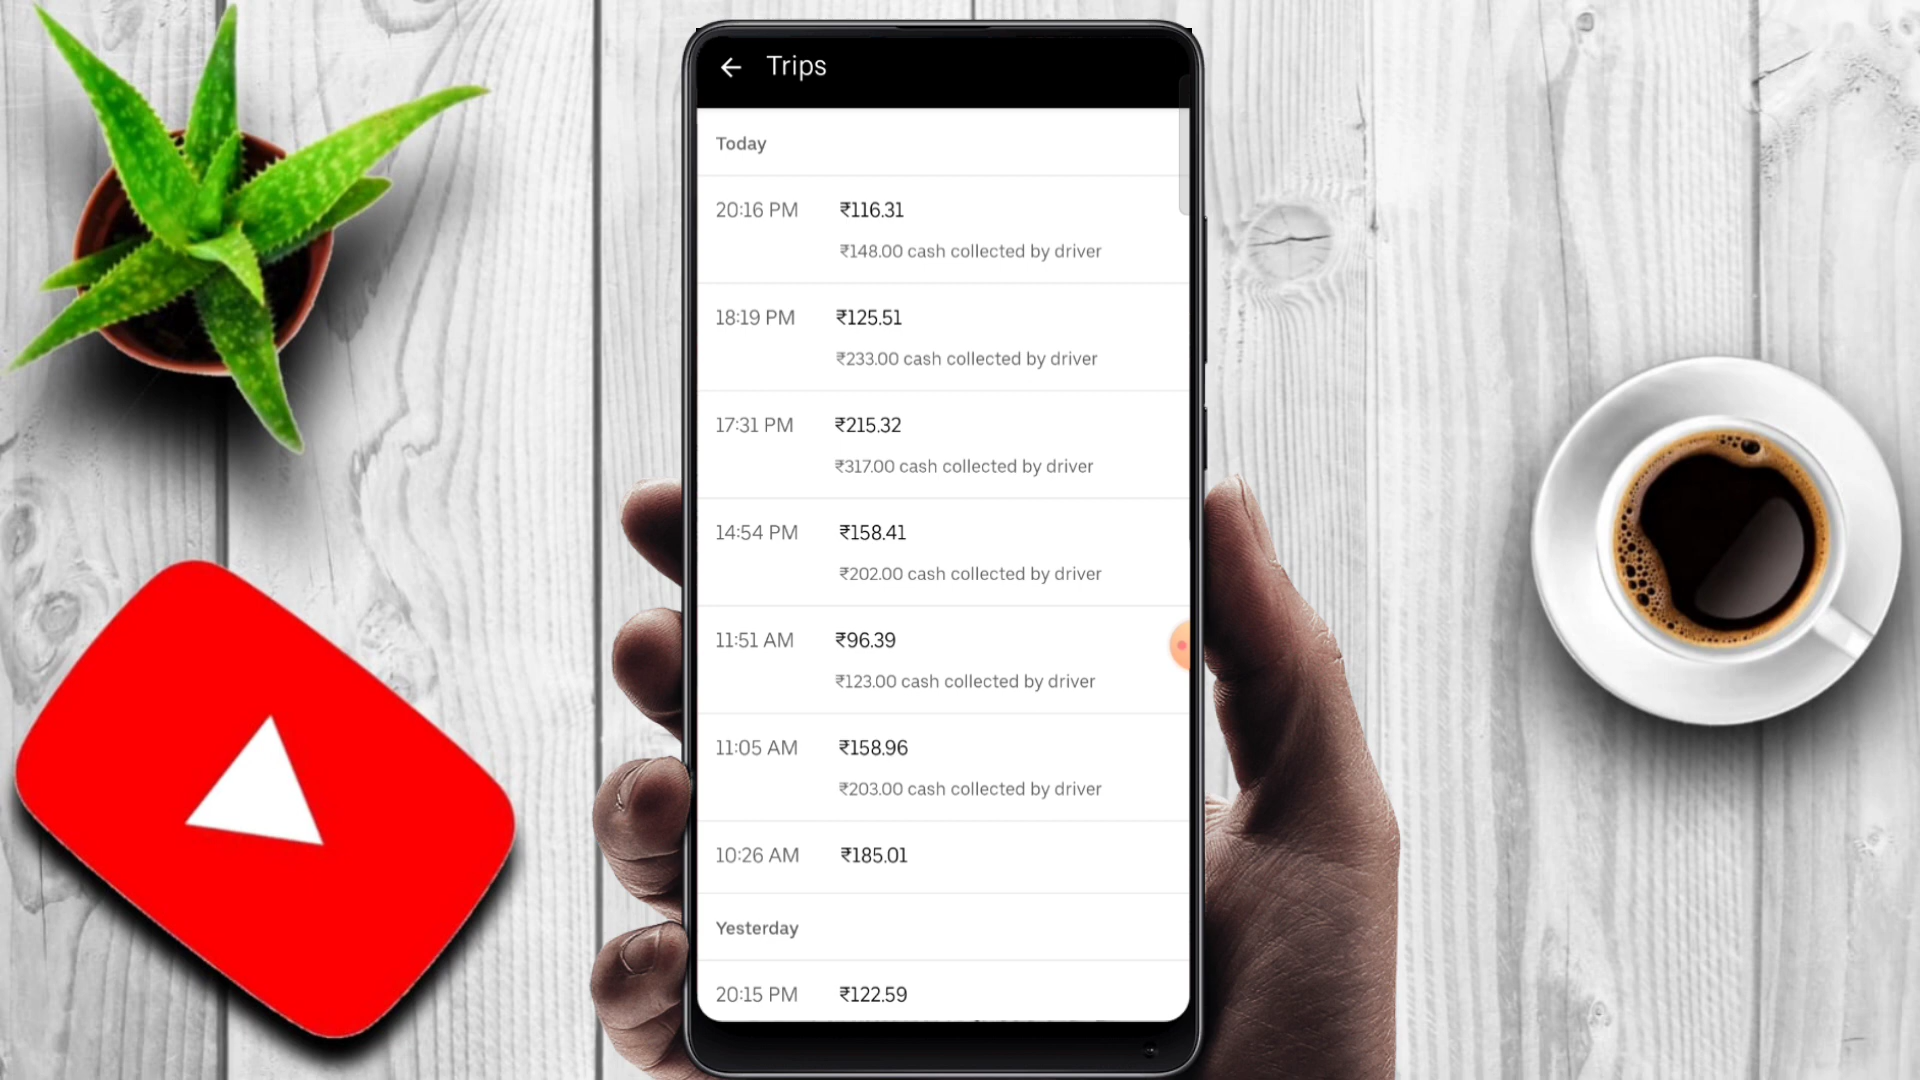 Trips
Today
20:16 PM ₹116.31
₹148.00 cash collected by driver
18:19 PM ₹125.51
₹233.00 cash collected by driver
17:31 PM ₹215.32
₹317.00 cash collected by driver
14:54 PM ₹158.41
₹202.00 cash collected by driver
11:51 AM ₹96.39
₹123.00 cash collected by driver
11:05 AM ₹158.96
₹203.00 cash collected by driver
10:26 AM ₹185.01
Yesterday
20:15 PM ₹122.59